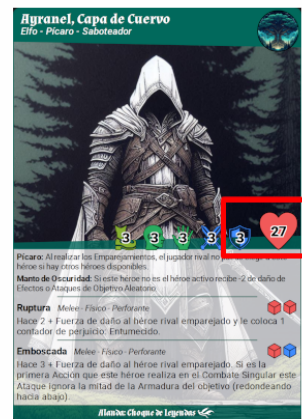 Ayranel, Capa de Cuervo
Elfo - Pícaro - Saboteador
3 3 3 3 3 27
Pícaro: Al realizar los Emparejamientos, el jugador rival no
héroe si hay otros héroes disponibles.
Manto de Oscuridad: Si este héroe no es el héroe activo recibe -2 de daño de
Efectos o Ataques de Objetivo Aleatorio
Ruptura Melee - Físico - Perforante
Hace 2 + Fuerza de daño al héroe rival emparejado y le coloca 1
contador de perjuicio: Entumecido.
Emboscada Melee - Físico - Perforante
Hace 3 + Fuerza de daño al héroe rival emparejado. Si es la
primera Acción que este héroe realiza en el Combate Singular este
Ataque ignora la mitad de la Armadura del objetivo (redondeando
hacia abajo).
Alandar: Choque de Leyendas